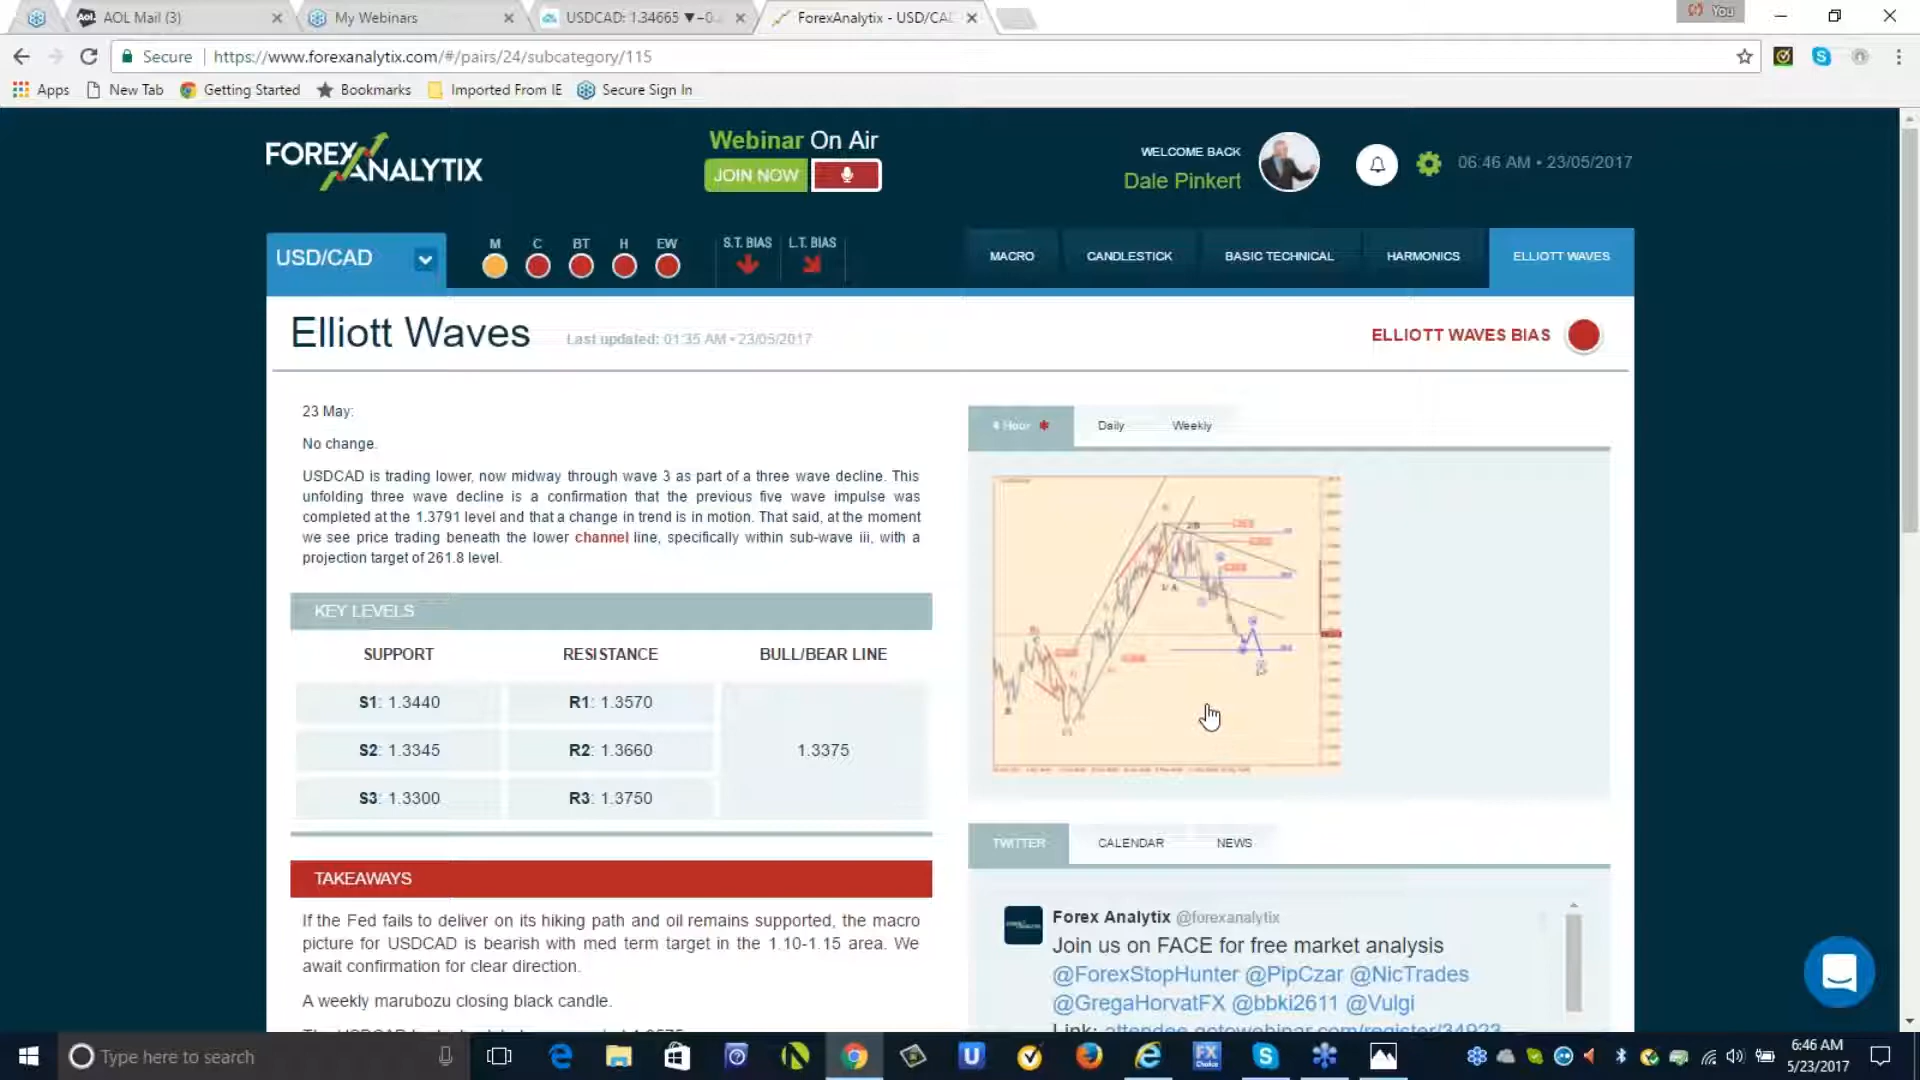 AOL Mail (3)
My Webinars
USDCAD: 1.34665 ▼−0.
ForexAnalytix - USD/CAD
You
Secure
https://www.forexanalytix.com/#/pairs/24/subcategory/115
Apps
New Tab
Getting Started
Bookmarks
Imported From IE
Secure Sign In
FOREX ANALYTIX
Webinar On Air
JOIN NOW
WELCOME BACK
Dale Pinkert
06:46 AM • 23/05/2017
USD/CAD
M C BT H EW
S.T. BIAS L.T. BIAS
MACRO
CANDLESTICK
BASIC TECHNICAL
HARMONICS
ELLIOTT WAVES
Elliott Waves
Last updated: 01:35 AM • 23/05/2017
ELLIOTT WAVES BIAS
23 May:
No change.
USDCAD is trading lower, now midway through wave 3 as part of a three wave decline. This
unfolding three wave decline is a confirmation that the previous five wave impulse was
completed at the 1.3791 level and that a change in trend is in motion. That said, at the moment
we see price trading beneath the lower channel line, specifically within sub-wave iii, with a
projection target of 261.8 level.
4 Hour
Daily
Weekly
KEY LEVELS
SUPPORT RESISTANCE BULL/BEAR LINE
S1: 1.3440 R1: 1.3570
S2: 1.3345 R2: 1.3660 1.3375
S3: 1.3300 R3: 1.3750
TAKEAWAYS
If the Fed fails to deliver on its hiking path and oil remains supported, the macro
picture for USDCAD is bearish with med term target in the 1.10-1.15 area. We
await confirmation for clear direction.
A weekly marubozu closing black candle.
TWITTER
CALENDAR
NEWS
Forex Analytix @forexanalytix
Join us on FACE for free market analysis
@ForexStopHunter @PipCzar @NicTrades
@GregaHorvatFX @bbki2611 @Vulgi
Link: attendee.gotowebinar.com/register/34923
Type here to search
FX
Choice
6:46 AM
5/23/2017